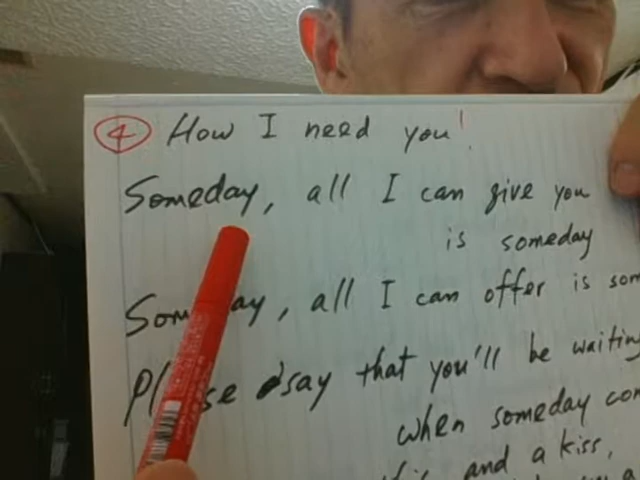 4 How I need you!
Someday, all I can give you
is someday
all I can offer is
say that you'll be waiting
when someday
and a kiss,